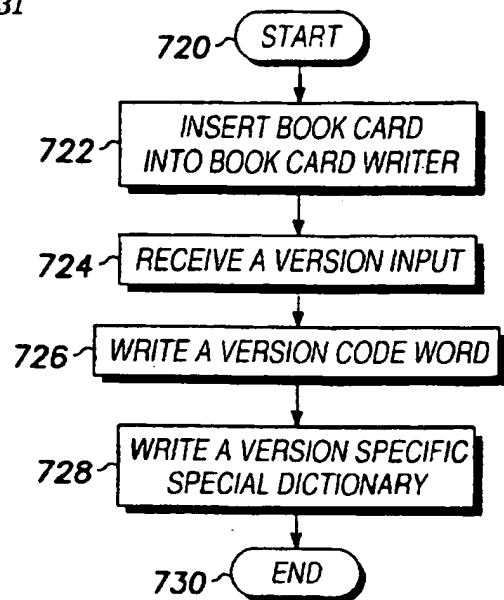 31
720 START
722 INSERT BOOK CARD
INTO BOOK CARD WRITER
724 RECEIVE A VERSION INPUT
726 WRITE A VERSION CODE WORD
728 WRITE A VERSION SPECIFIC
SPECIAL DICTIONARY
730 END